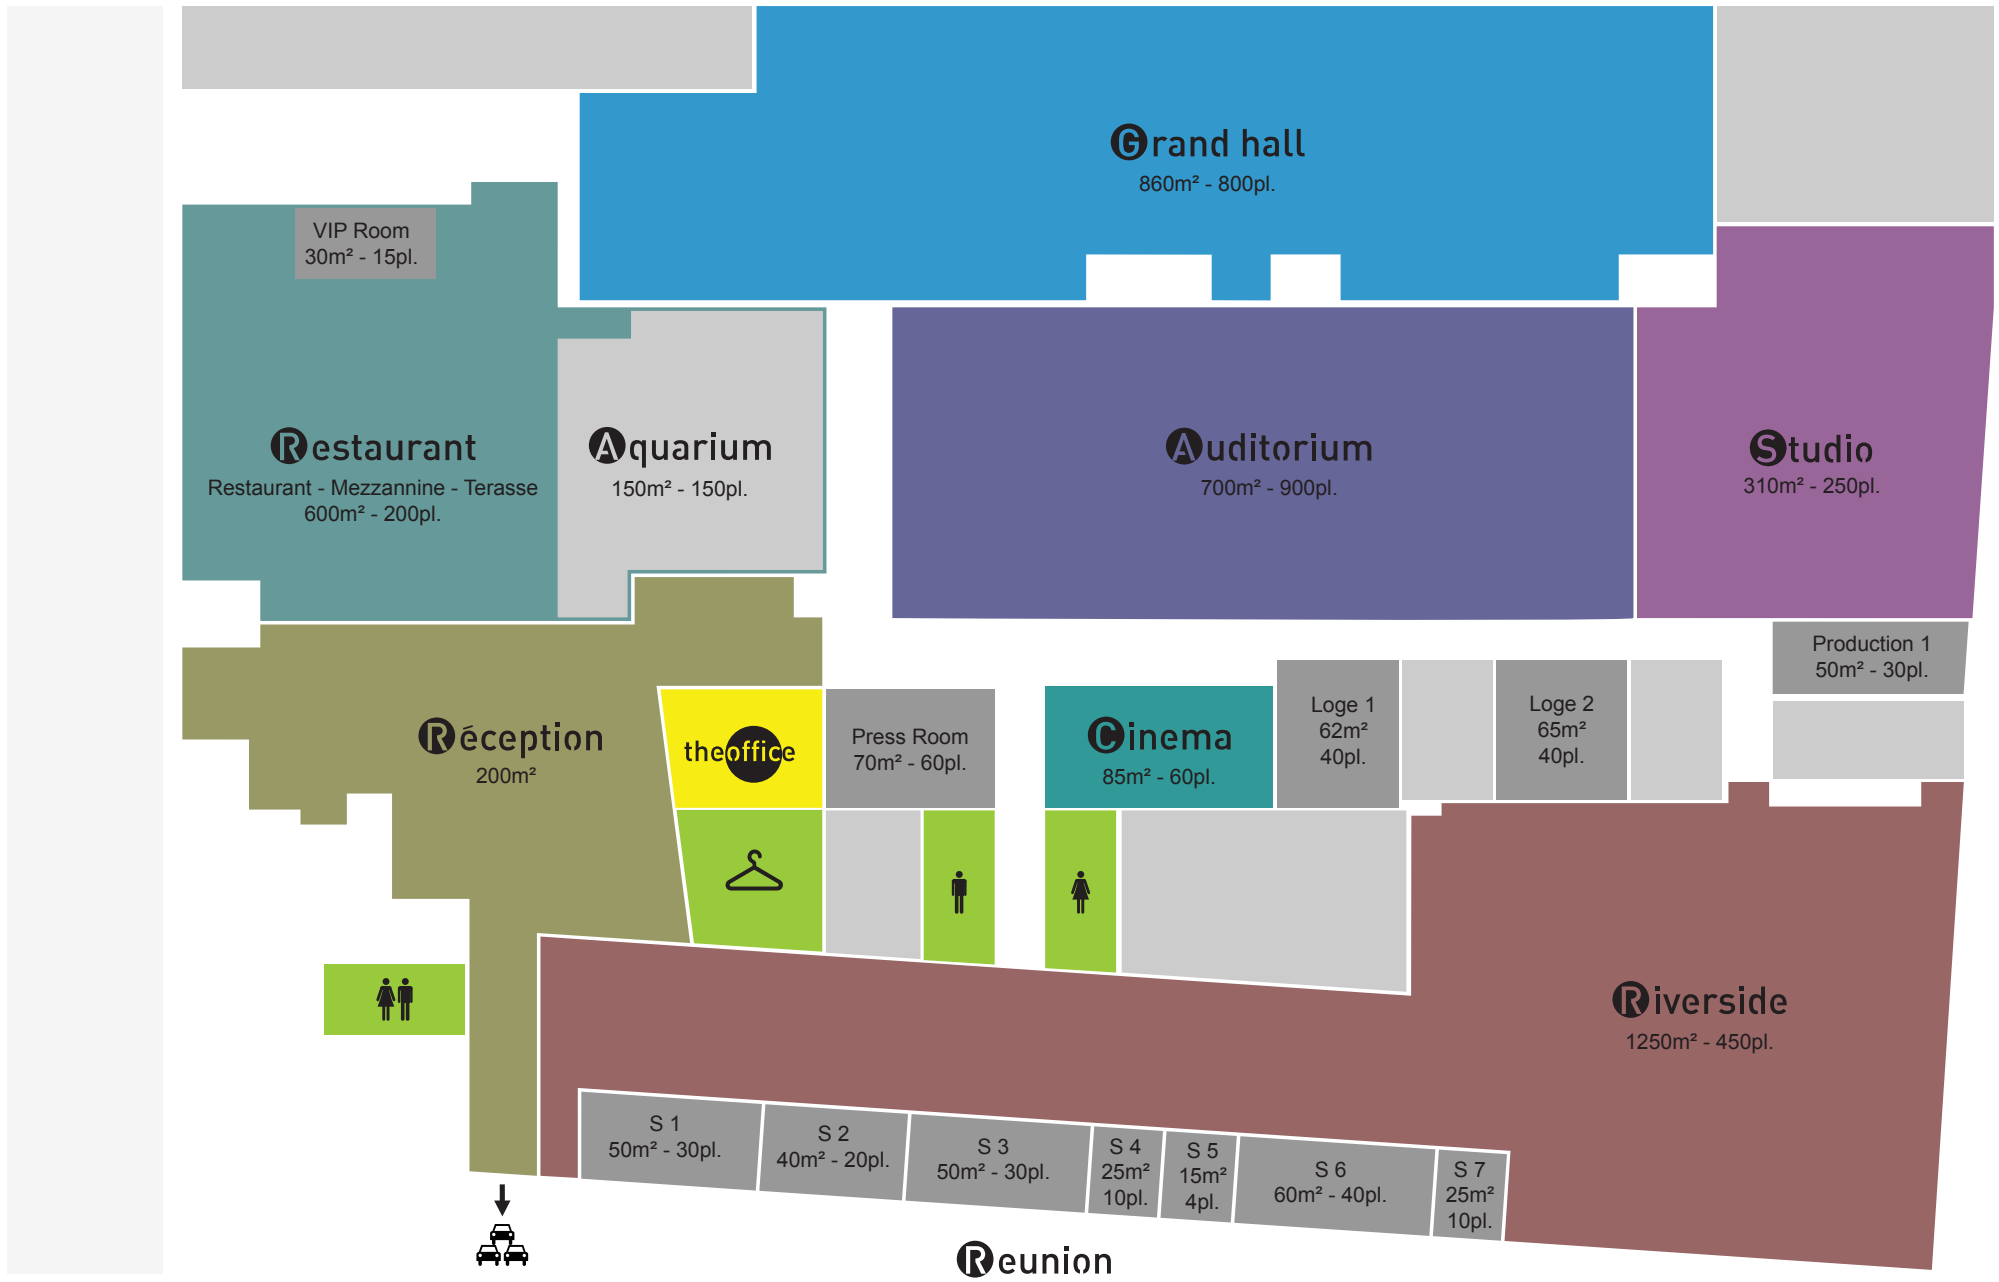 Grand hall
860m² - 800pl.
VIP Room
30m² - 15pl.
Restaurant
Restaurant - Mezzannine - Terasse
600m² - 200pl.
Aquarium
150m² - 150pl.
Auditorium
700m² - 900pl.
Studio
310m² - 250pl.
Production 1
50m² - 30pl.
Réception
200m²
theoffice
Press Room
70m² - 60pl.
Cinema
85m² - 60pl.
Loge 1
62m²
40pl.
Loge 2
65m²
40pl.
Riverside
1250m² - 450pl.
S 1
50m² - 30pl.
S 2
40m² - 20pl.
S 3
50m² - 30pl.
S 4
25m²
10pl.
S 5
15m²
4pl.
S 6
60m² - 40pl.
S 7
25m²
10pl.
Reunion